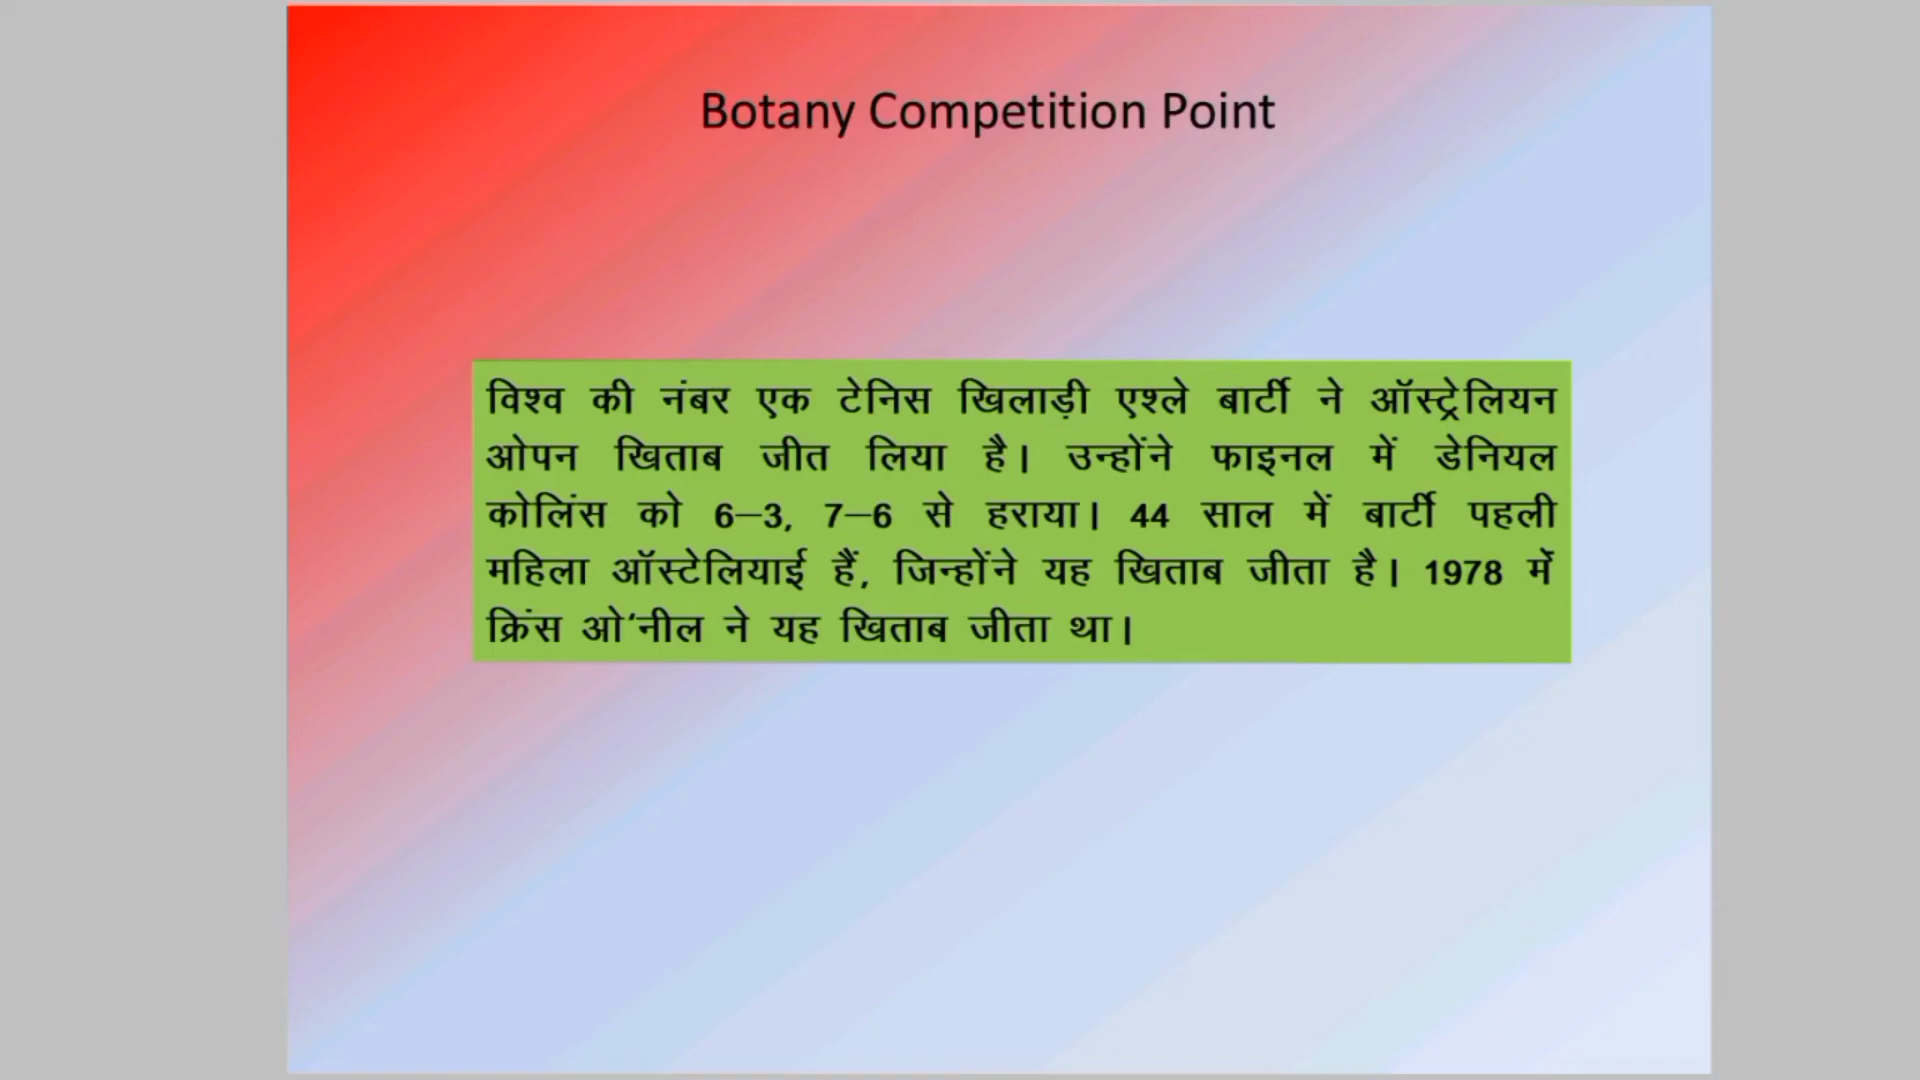 Botany Competition Point
विश्व की नंबर एक टेनिस खिलाड़ी एश्ले बार्टी ने ऑस्ट्रेलियन
ओपन खिताब जीत लिया है। उन्होंने फाइनल में डेनियल
कोलिंस को 6–3, 7–6 से हराया। 44 साल में बार्टी पहली
महिला ऑस्टेलियाई हैं, जिन्होंने यह खिताब जीता है। 1978 में
क्रिंस ओ'नील ने यह खिताब जीता था।